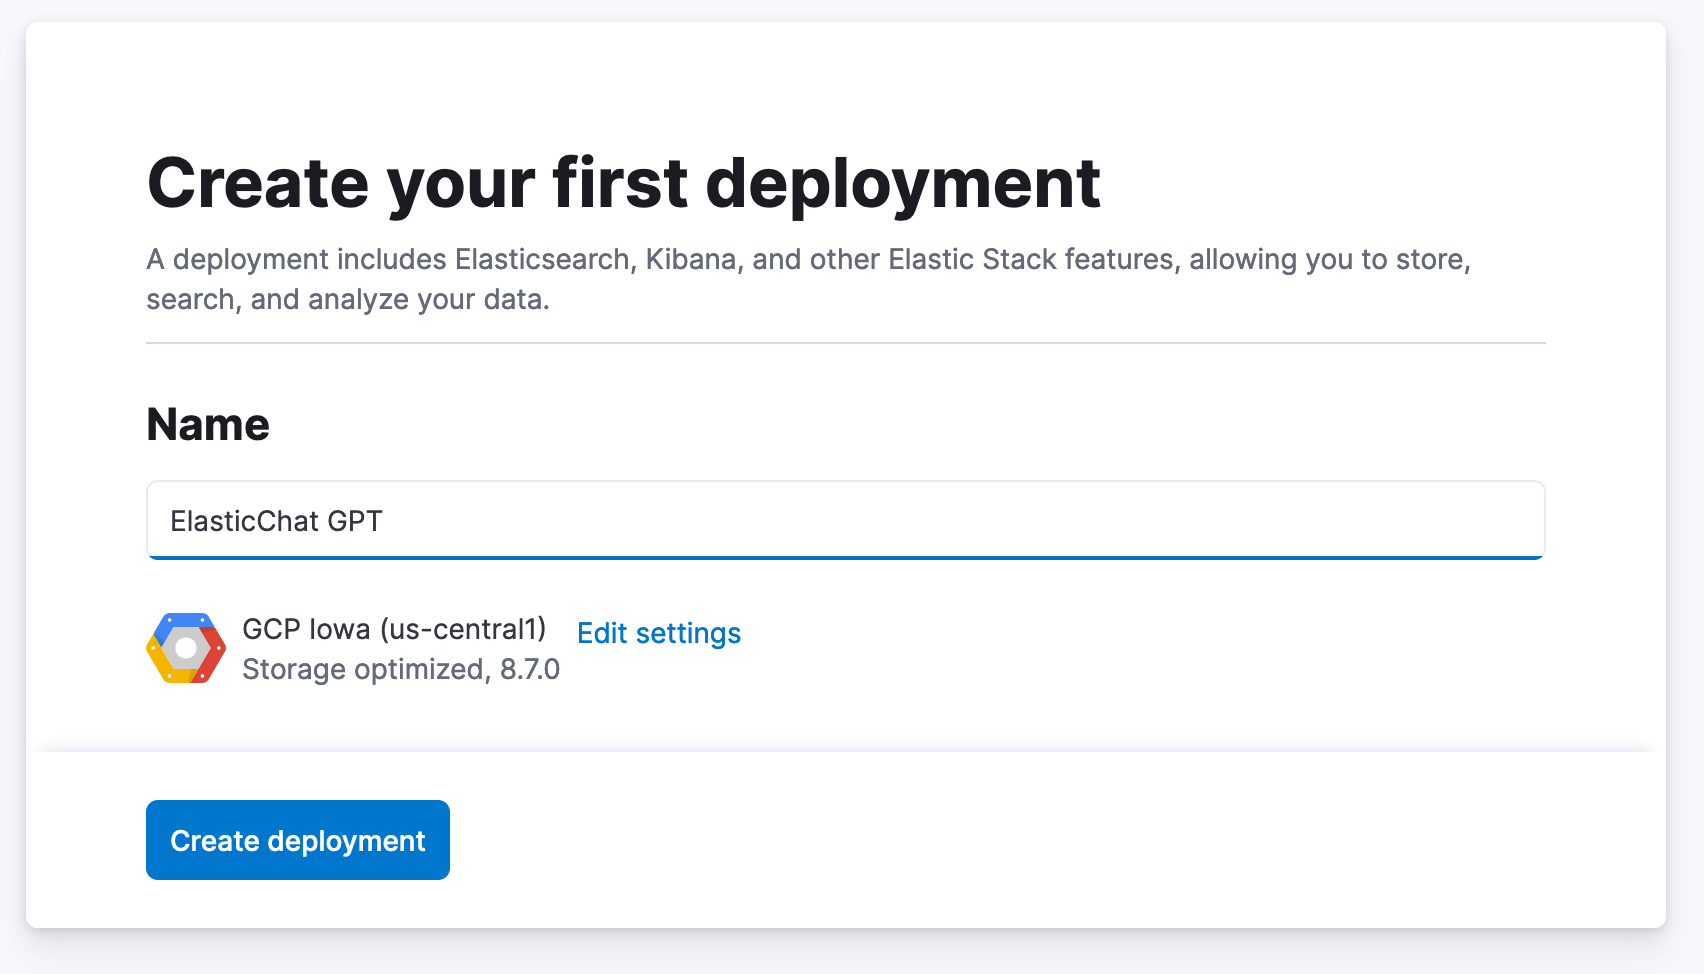 Create your first deployment
A deployment includes Elasticsearch, Kibana, and other Elastic Stack features, allowing you to store,
search, and analyze your data.
Name
ElasticChat GPT
GCP Iowa (us-central1) Edit settings
Storage optimized, 8.7.0
Create deployment